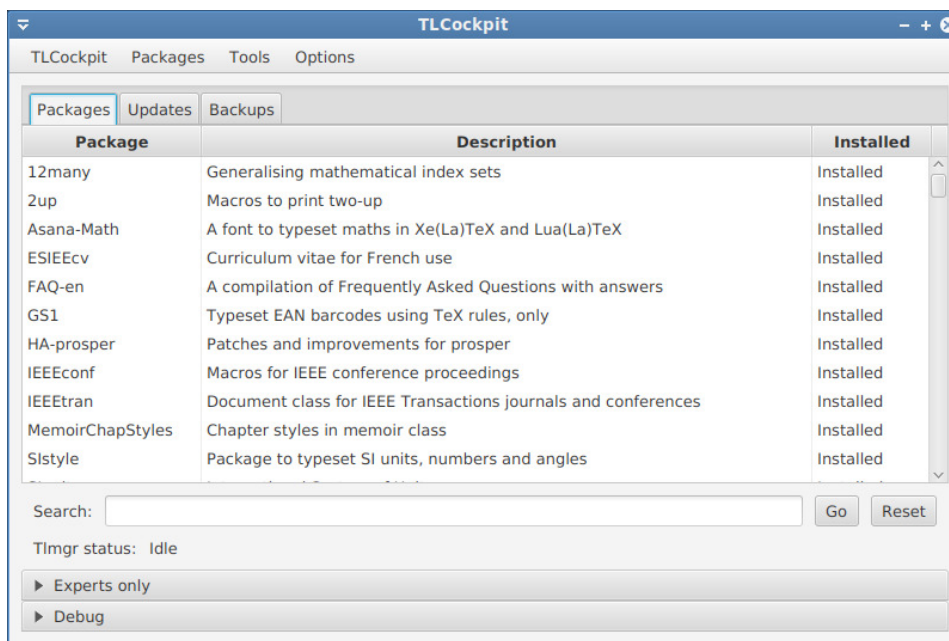 TLCockpit
TLCockpit Packages Tools Options
Packages Updates Backups
Package Description Installed
12many Generalising mathematical index sets Installed
2up Macros to print two-up Installed
Asana-Math A font to typeset maths in Xe(La)TeX and Lua(La)TeX Installed
ESIEEcv Curriculum vitae for French use Installed
FAQ-en A compilation of Frequently Asked Questions with answers Installed
GS1 Typeset EAN barcodes using TeX rules, only Installed
HA-prosper Patches and improvements for prosper Installed
IEEEconf Macros for IEEE conference proceedings Installed
IEEEtran Document class for IEEE Transactions journals and conferences Installed
MemoirChapStyles Chapter styles in memoir class Installed
SIstyle Package to typeset SI units, numbers and angles Installed
Search: Go Reset
Tlmgr status: Idle
Experts only
Debug